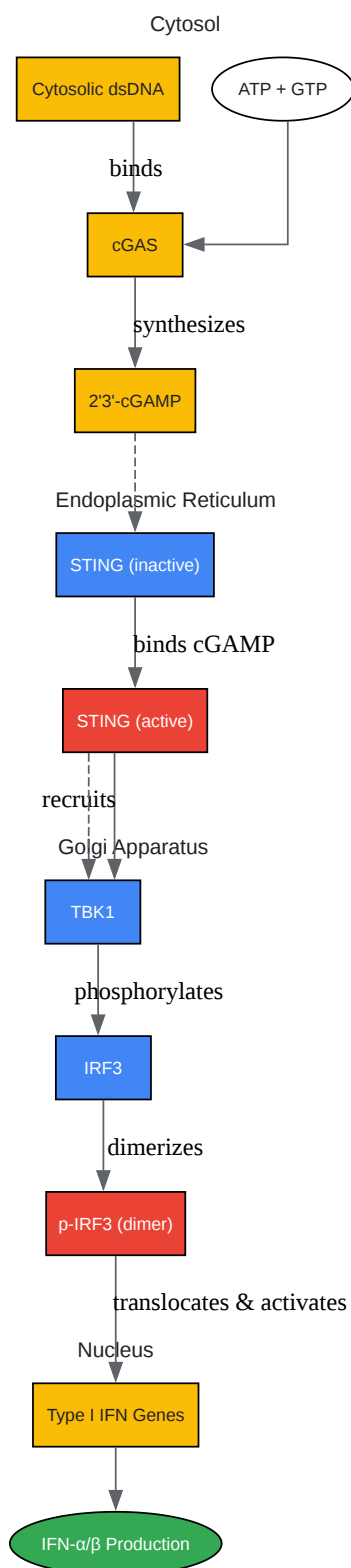 Cytosol
Cytosolic dsDNA
ATP + GTP
binds
cGAS
synthesizes
2'3'-cGAMP
Endoplasmic Reticulum
STING (inactive)
binds cGAMP
STING (active)
recruits
Golgi Apparatus
TBK1
phosphorylates
IRF3
dimerizes
p-IRF3 (dimer)
translocates & activates
Nucleus
Type I IFN Genes
IFN-α/β Production